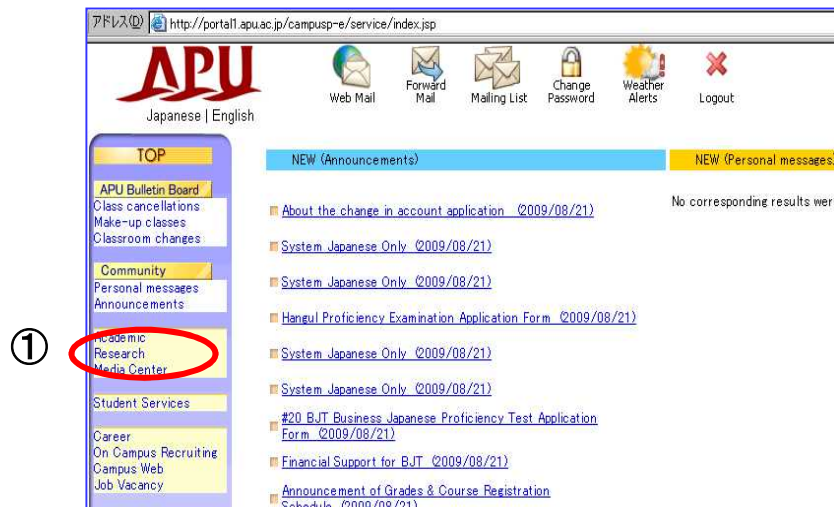 アドレス(D) http://portal1.apu.ac.jp/campusp-e/service/index.jsp
APU
Japanese | English
Web Mail
Forward
Mail
Mailing List
Change
Password
Weather
Alerts
Logout
TOP
APU Bulletin Board
Class cancellations
Make-up classes
Classroom changes
Community
Personal messages
Announcements
①
Academic
Research
Media Center
Student Services
Career
On Campus Recruiting
Campus Web
Job Vacancy
NEW (Announcements)
About the change in account application (2009/08/21)
System Japanese Only (2009/08/21)
System Japanese Only (2009/08/21)
Hangul Proficiency Examination Application Form (2009/08/21)
System Japanese Only (2009/08/21)
System Japanese Only (2009/08/21)
#20 BJT Business Japanese Proficiency Test Application
Form (2009/08/21)
Financial Support for BJT (2009/08/21)
Announcement of Grades & Course Registration
Schedule (2009/08/21)
NEW (Personal messages)
No corresponding results wer